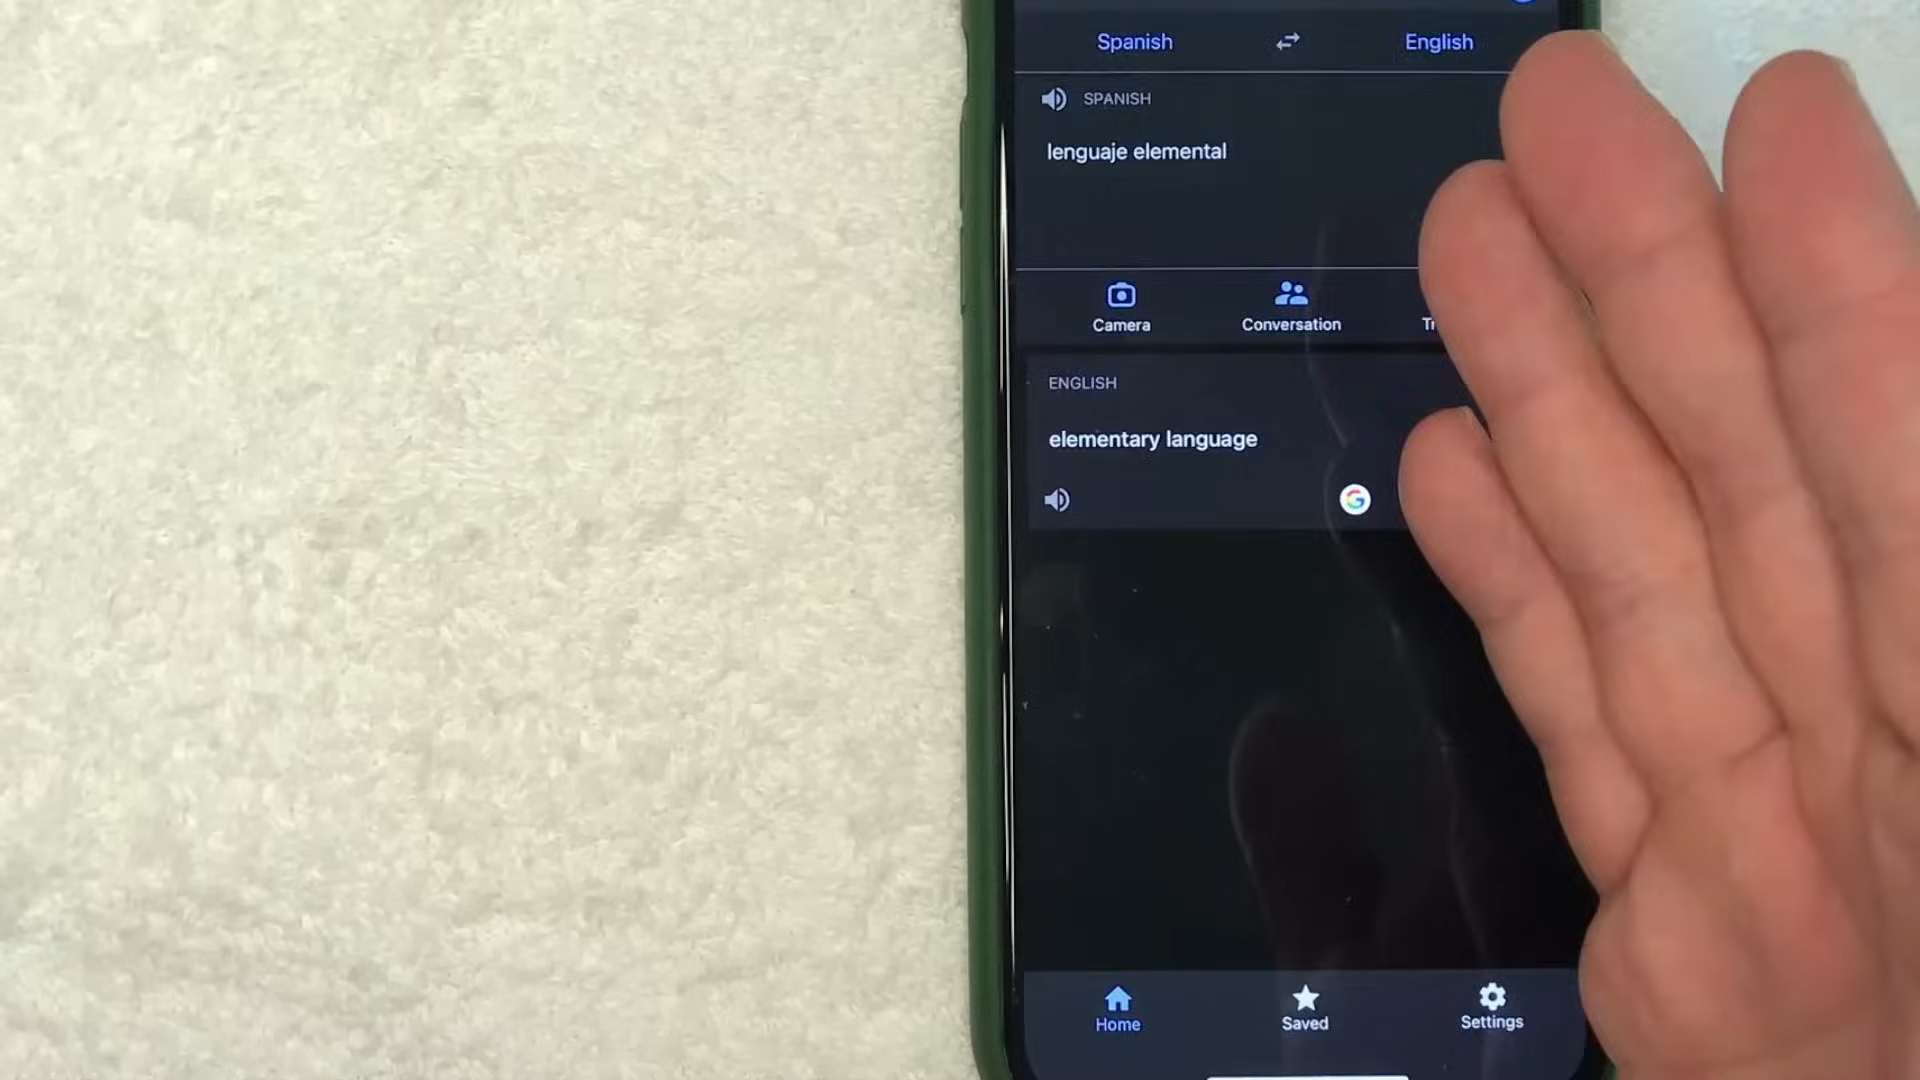 Spanish English
SPANISH
lenguaje elemental
Camera Conversation
ENGLISH
elementary language
Home Saved Settings